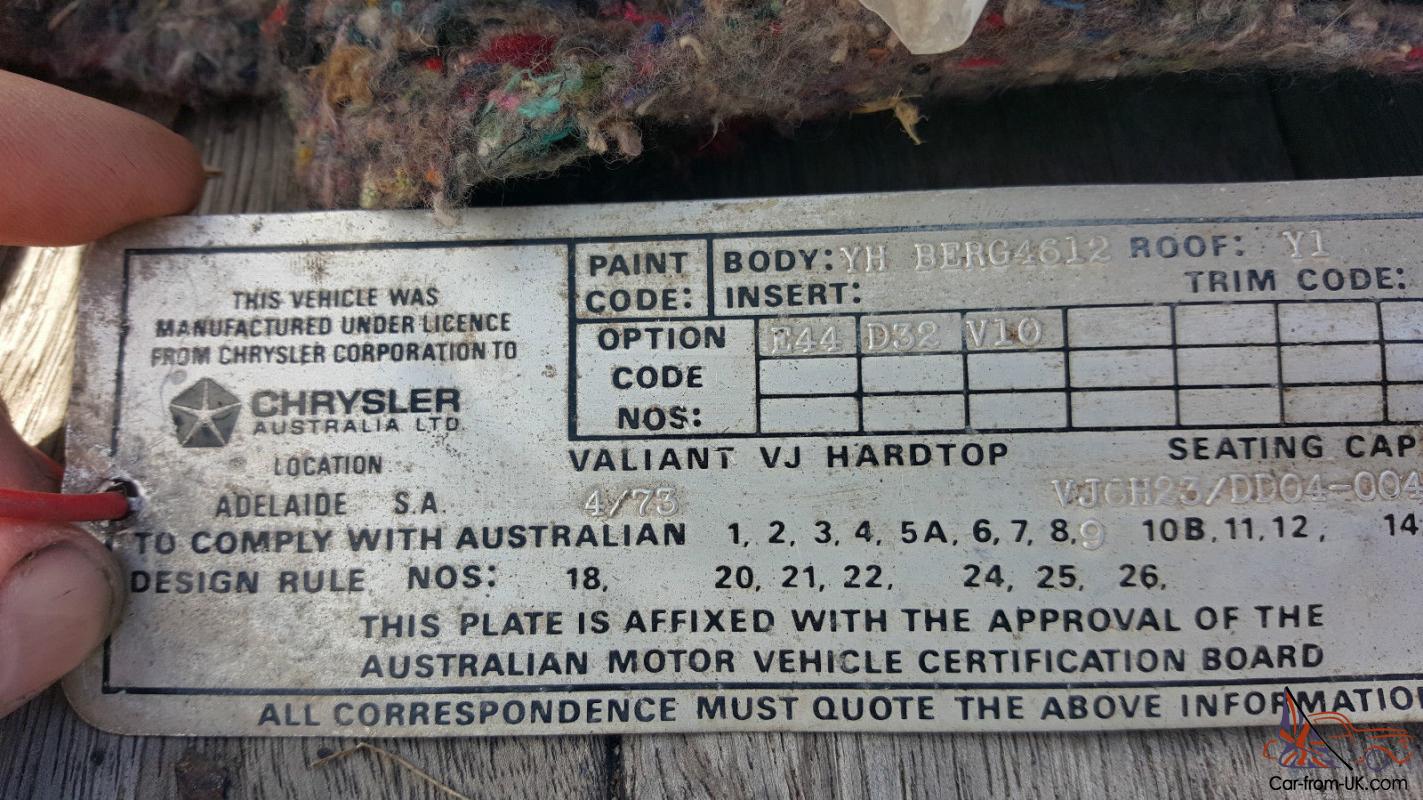 THIS VEHICLE WAS
MANUFACTURED UNDER LICENCE
FROM CHRYSLER CORPORATION TO
CHRYSLER
AUSTRALIA LTD.
LOCATION
ADELAIDE S.A.
PAINT CODE:
BODY: YH BERG4612 ROOF: Y1
INSERT: TRIM CODE:
OPTION CODE NOS:
E44 D32 V10
VALIANT VJ HARDTOP SEATING CAP
4/73 VJCH23/DD04-004
TO COMPLY WITH AUSTRALIAN 1, 2, 3, 4, 5A, 6, 7, 8, 9 10B, 11, 12, 14
DESIGN RULE NOS: 18, 20, 21, 22, 24, 25, 26,
THIS PLATE IS AFFIXED WITH THE APPROVAL OF THE
AUSTRALIAN MOTOR VEHICLE CERTIFICATION BOARD
ALL CORRESPONDENCE MUST QUOTE THE ABOVE INFORMATION
Car-from-UK.com